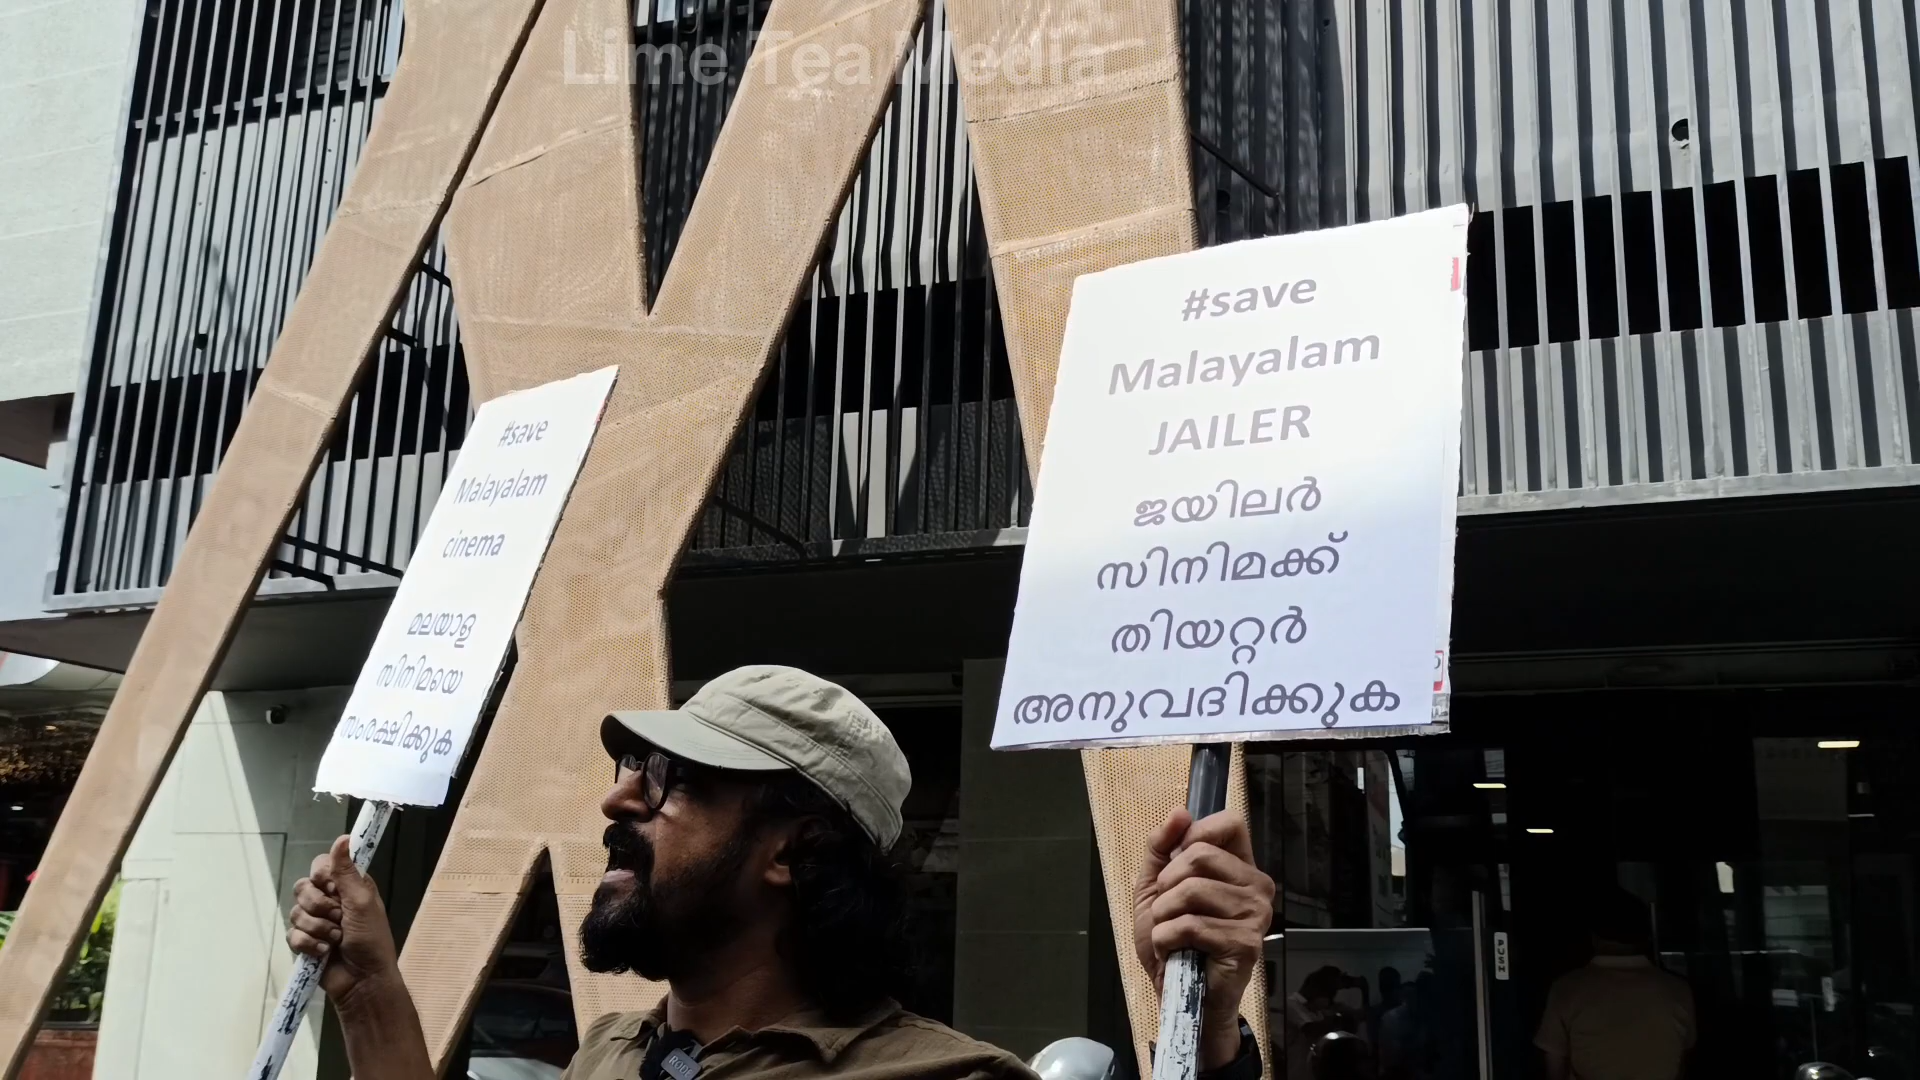 Lime Tea Media
#save
Malayalam
cinema
മലയാള
സിനിമയെ
സംരക്ഷിക്കുക
#save
Malayalam
JAILER
ജയിലർ
സിനിമക്ക്
തിയറ്റർ
അനുവദിക്കുക
PUSH